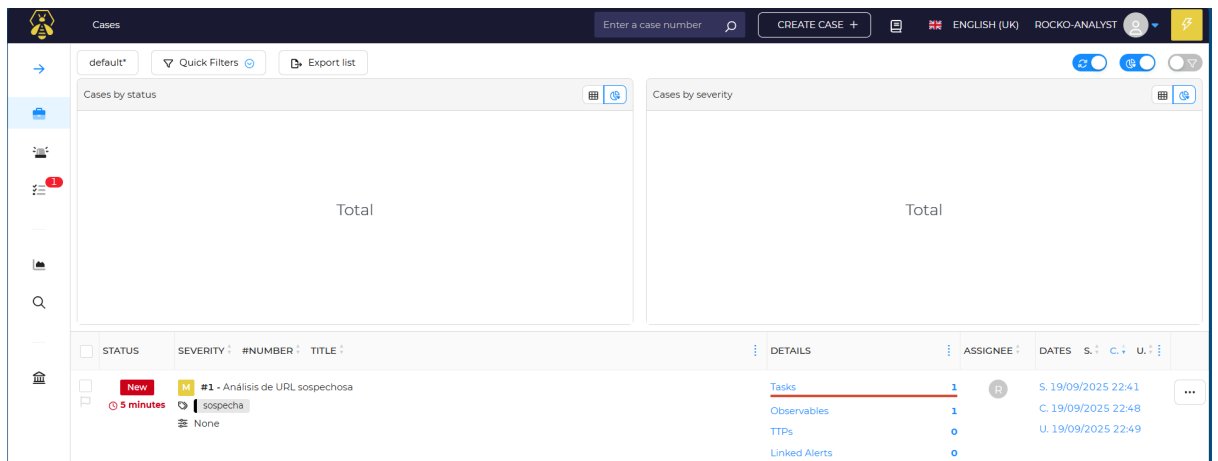 Cases
Enter a case number
CREATE CASE +
ENGLISH (UK)
ROCKO-ANALYST
default*
Quick Filters
Export list
Cases by status
Cases by severity
1
Total
Total
STATUS
SEVERITY
#NUMBER
TITLE
DETAILS
ASSIGNEE
DATES
S.
C.
U.
New
M
#1 - Análisis de URL sospechosa
Tasks 1
R
S. 19/09/2025 22:41
5 minutes
sospecha
Observables 1
C. 19/09/2025 22:48
None
TTPs 0
U. 19/09/2025 22:49
Linked Alerts 0